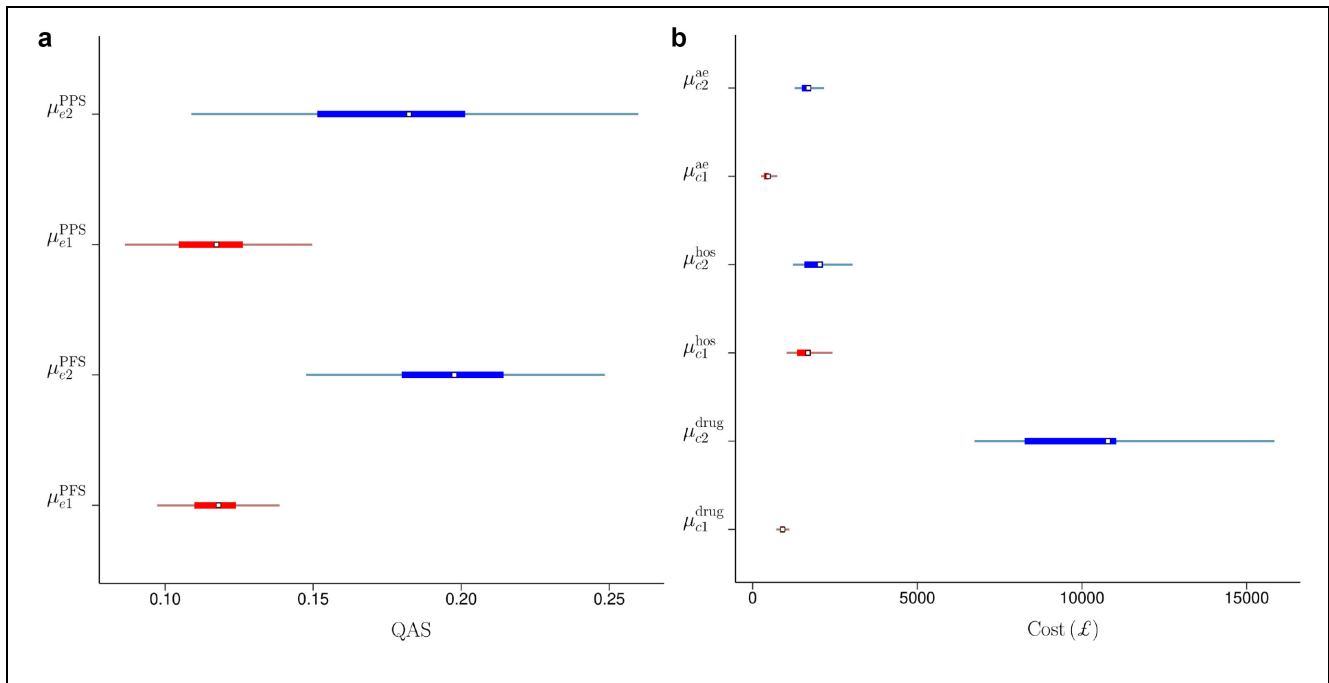 a
μ_{e2}^{PPS}
μ_{e1}^{PPS}
μ_{e2}^{PFS}
μ_{e1}^{PFS}
0.10 0.15 0.20 0.25
QAS
b
μ_{c2}^{ae}
μ_{c1}^{ae}
μ_{c2}^{hos}
μ_{c1}^{hos}
μ_{c2}^{drug}
μ_{c1}^{drug}
0 5000 10000 15000
Cost (£)